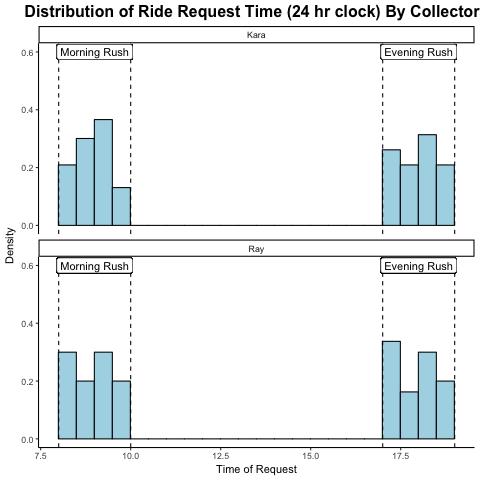 Distribution of Ride Request Time (24 hr clock) By Collector
Kara
0.6
Morning Rush
Evening Rush
0.4
0.2
0.0
Density
Ray
0.6
Morning Rush
Evening Rush
0.4
0.2
0.0
7.5 10.0 12.5 15.0 17.5
Time of Request